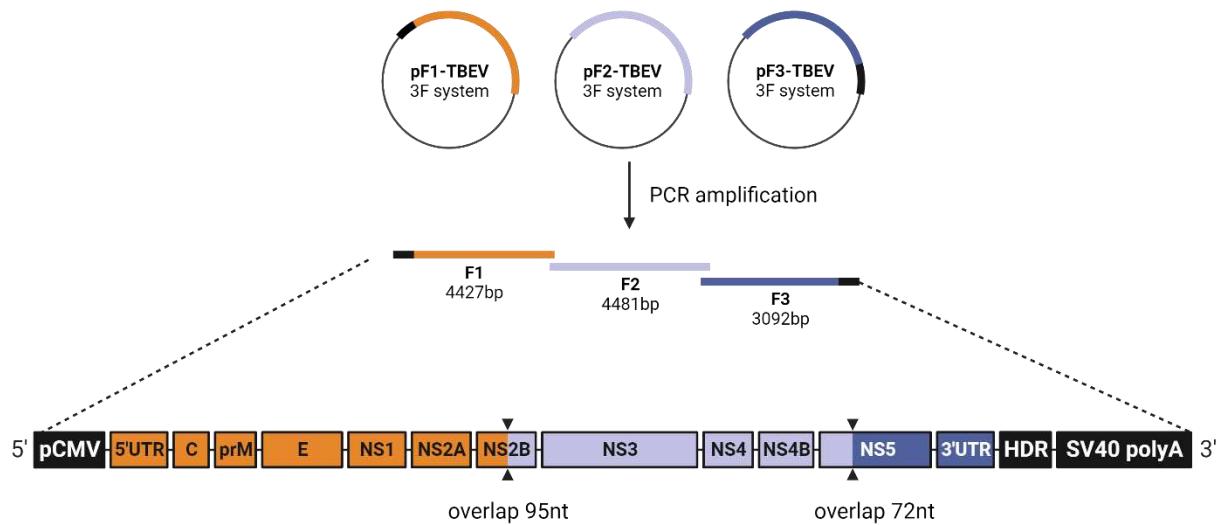 pF1-TBEV
3F system
pF2-TBEV
3F system
pF3-TBEV
3F system
PCR amplification
F1
4427bp
F2
4481bp
F3
3092bp
5' pCMV 5'UTR C prM E NS1 NS2A NS2B NS3 NS4 NS4B NS5 3'UTR HDR SV40 polyA 3'
overlap 95nt overlap 72nt